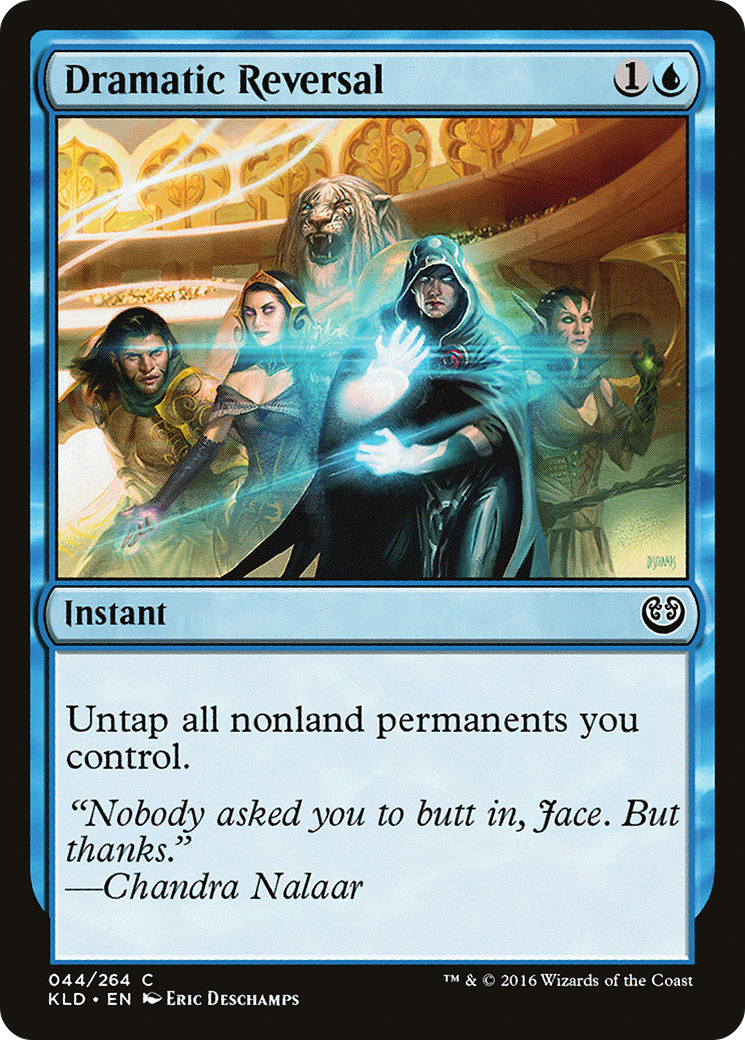 Dramatic Reversal 1
DESCHAMPS
Instant
Untap all nonland permanents you
control.
“Nobody asked you to butt in, Jace. But
thanks.”
—Chandra Nalaar
044/264 C
KLD • EN Eric Deschamps
™ & © 2016 Wizards of the Coast